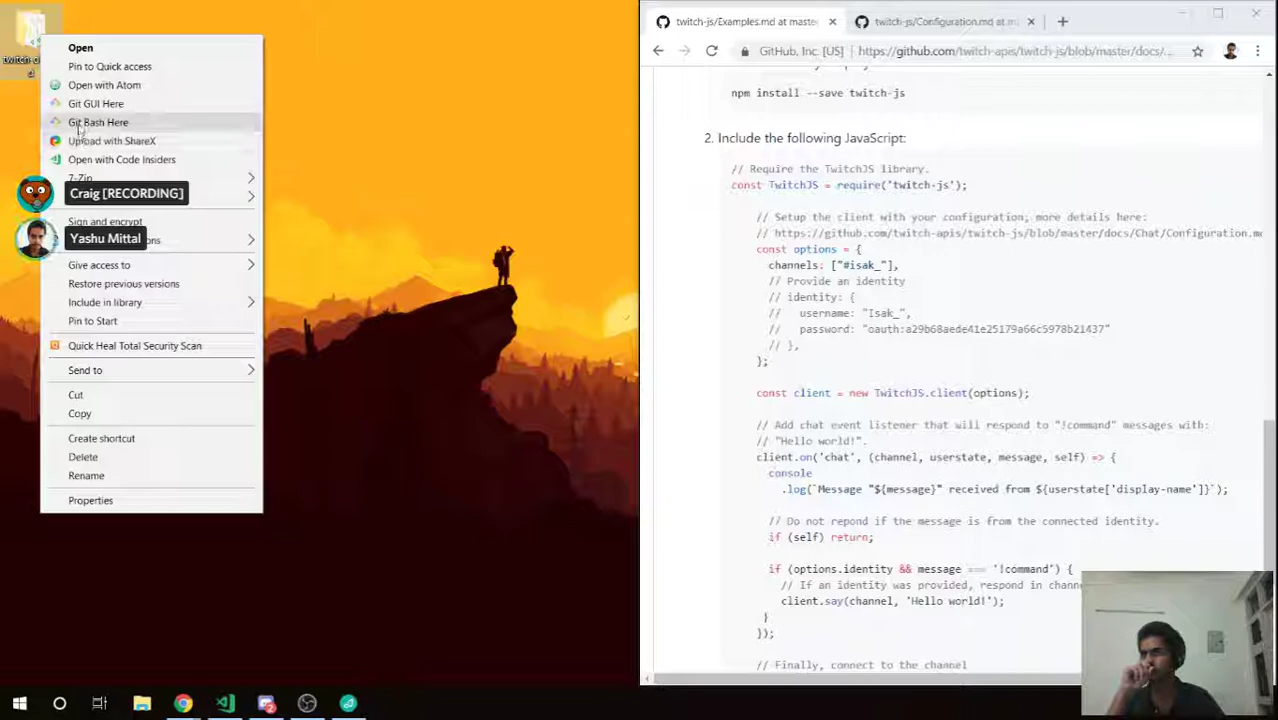 twitch-c
d
Open
Pin to Quick access
Open with Atom
Git GUI Here
Git Bash Here
Upload with ShareX
Open with Code Insiders
7-Zip
Craig [RECORDING]
Sign and encrypt
Yashu Mittal
Give access to
Restore previous versions
Include in library
Pin to Start
Quick Heal Total Security Scan
Send to
Cut
Copy
Create shortcut
Delete
Rename
Properties
twitch-js/Examples.md at master
twitch-js/Configuration.md at m
GitHub, Inc. [US]
https://github.com/twitch-apis/twitch-js/blob/master/docs/...
npm install --save twitch-js
2. Include the following JavaScript:
// Require the TwitchJS library.
const TwitchJS = require('twitch-js');
// Setup the client with your configuration; more details here:
// https://github.com/twitch-apis/twitch-js/blob/master/docs/Chat/Configuration.md
const options = {
channels: ["#isak_"],
// Provide an identity
// identity: {
// username: "Isak_",
// password: "oauth:a29b68aede41e25179a66c5978b21437"
// },
};
const client = new TwitchJS.client(options);
// Add chat event listener that will respond to "!command" messages with:
// "Hello world!".
client.on('chat', (channel, userstate, message, self) => {
console
.log(`Message "${message}" received from ${userstate['display-name']}`);
// Do not repond if the message is from the connected identity.
if (self) return;
if (options.identity && message === '!command') {
// If an identity was provided, respond in chann
client.say(channel, 'Hello world!');
}
});
// Finally, connect to the channel
2